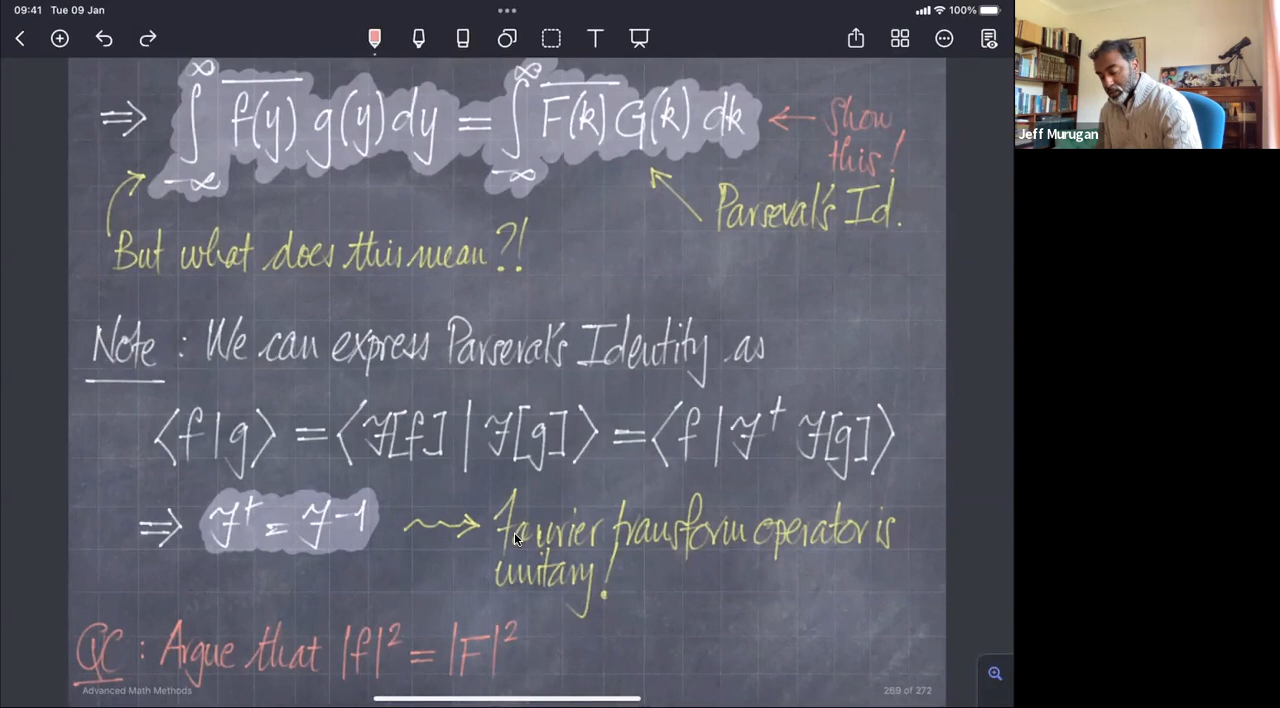 09:41 Tue 09 Jan
100%
Jeff Murugan
⇒ ∫_{-∞}^{∞} \overline{f(y)} g(y) dy = ∫_{-∞}^{∞} \overline{F(k)} G(k) dk ← Show this!
Parseval's Id.
But what does this mean?!
Note : We can express Parseval's Identity as
⟨f|g⟩ = ⟨ℱ[f] | ℱ[g]⟩ = ⟨f | ℱ† ℱ[g]⟩
⇒ ℱ† = ℱ-1 ⇝ Fourier transform operator is
unitary!
QC : Argue that |f|² = |F|²
Advanced Math Methods
269 of 272